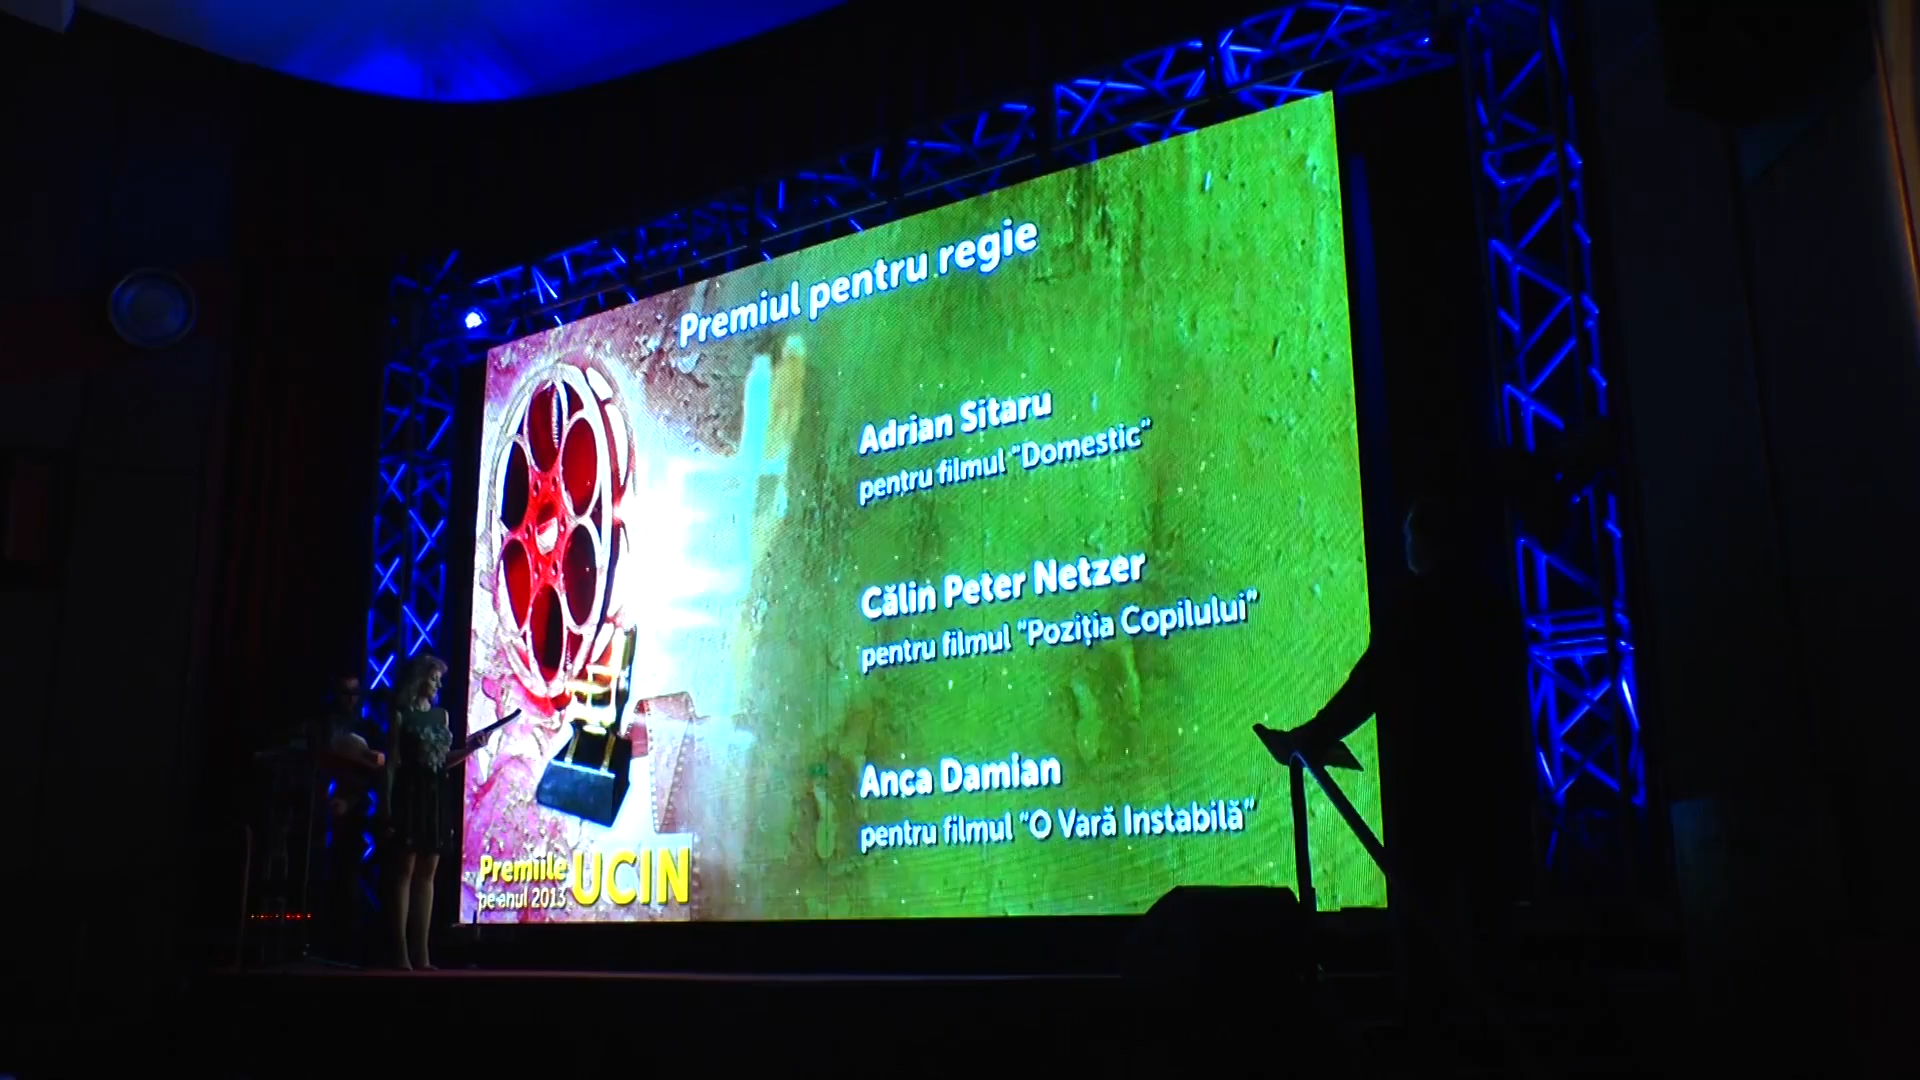 Premiul pentru regie
Adrian Sitaru
pentru filmul "Domestic"
Călin Peter Netzer
pentru filmul "Poziția Copilului"
Anca Damian
pentru filmul "O Vară Instabilă"
Premiile
pe anul 2013
UCIN